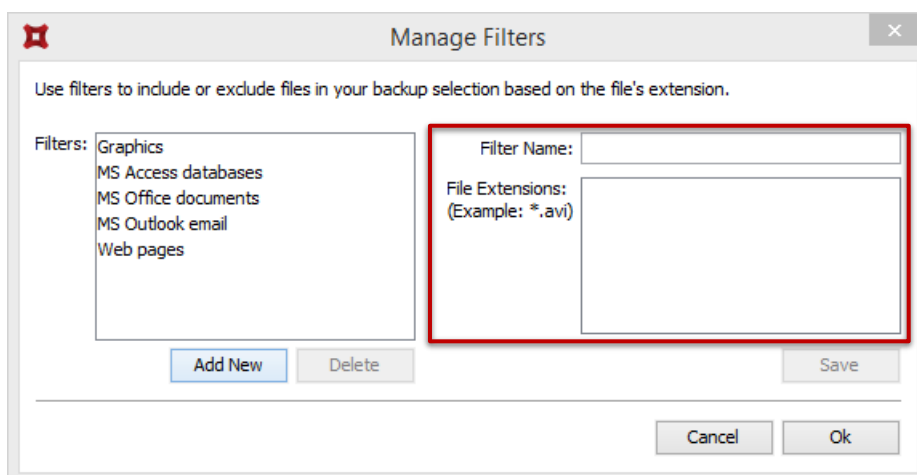 Manage Filters
Use filters to include or exclude files in your backup selection based on the file's extension.
Filters:
Graphics
MS Access databases
MS Office documents
MS Outlook email
Web pages
Filter Name:
File Extensions:
(Example: *.avi)
Add New
Delete
Save
Cancel
Ok